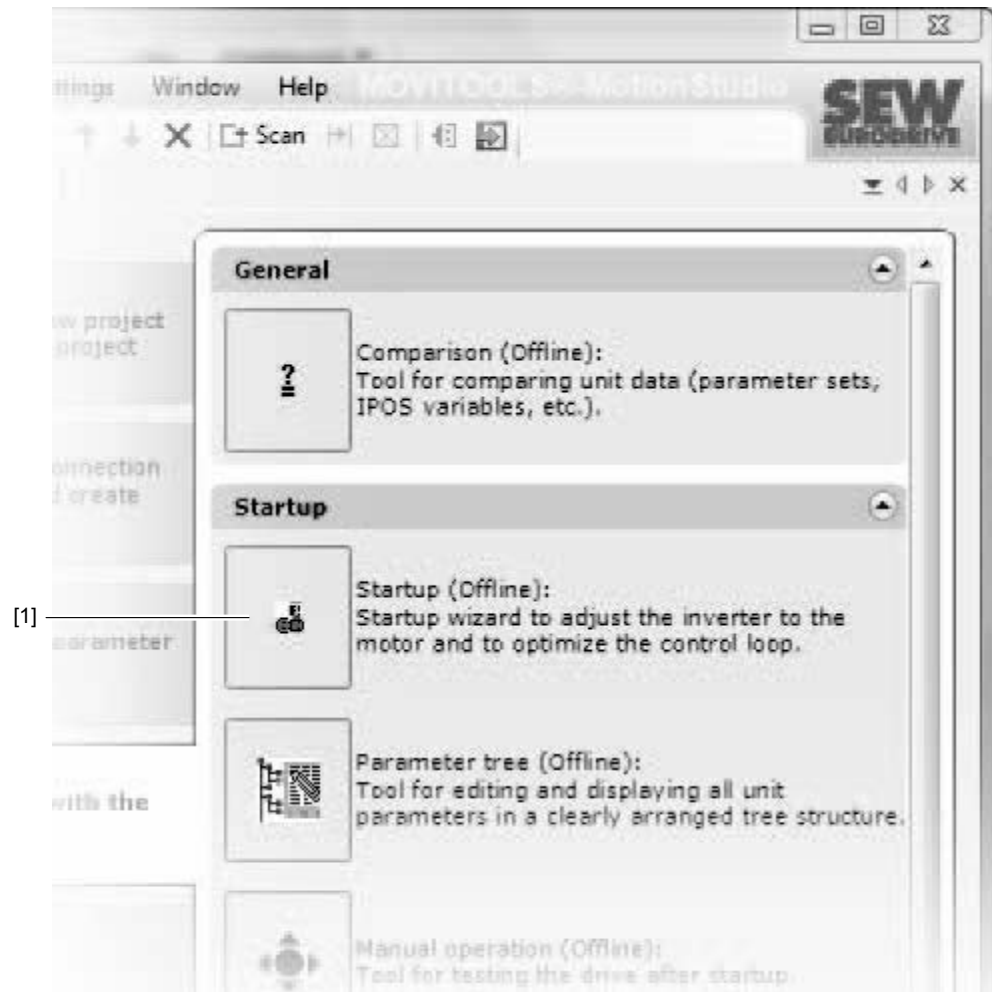 Window Help MOVITOOLS®-MotionStudio
SEW
EURODRIVE
Scan
General
w project
project
?
Comparison (Offline):
Tool for comparing unit data (parameter sets,
IPOS variables, etc.).
onnection
create
Startup
[1]
Startup (Offline):
Startup wizard to adjust the inverter to the
motor and to optimize the control loop.
parameter
Parameter tree (Offline):
Tool for editing and displaying all unit
parameters in a clearly arranged tree structure.
with the
Manual operation (Offline):
Tool for testing the drive after startup.